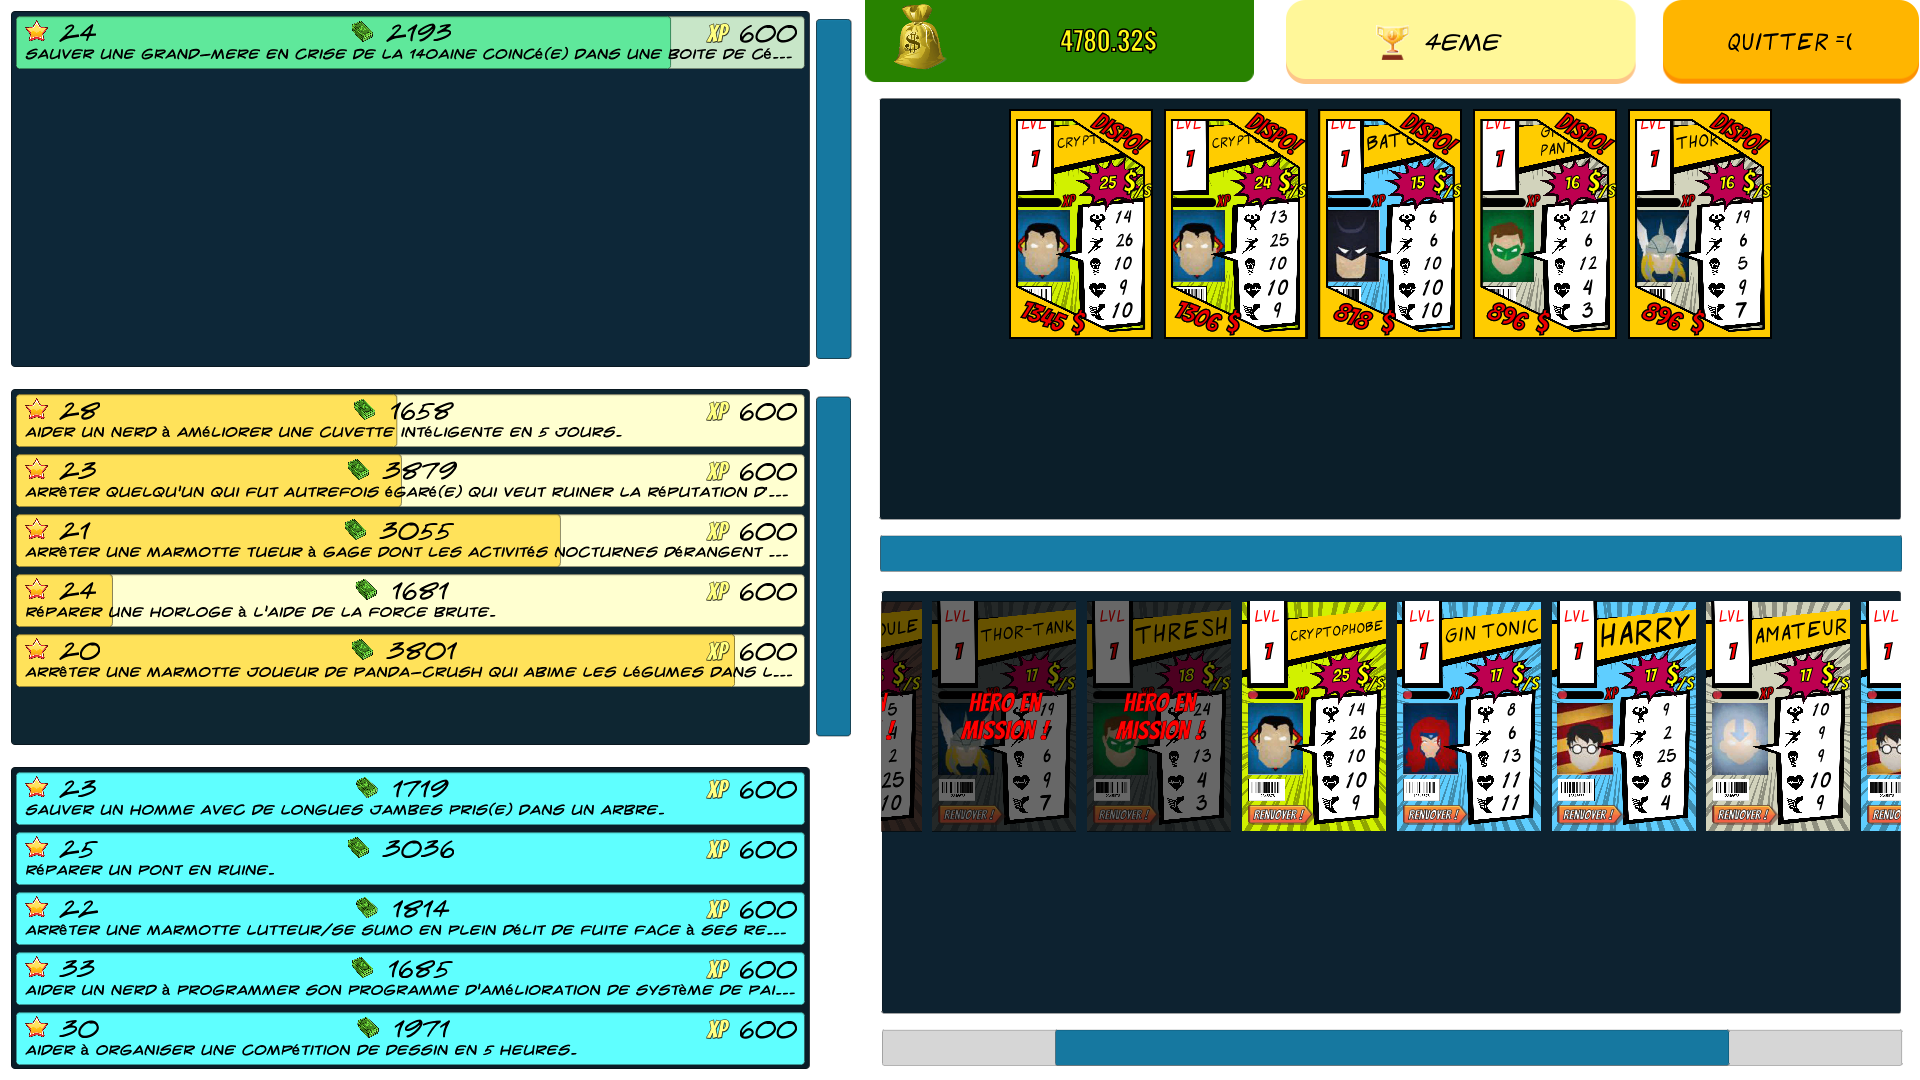 24 2193 XP 600
SAUVER UNE GRAND-MERE EN CRISE DE LA 140AINE COINCé(E) DANS UNE BOITE DE Cé...
28 1658 XP 600
AIDER UN NERD à AMéLIORER UNE CUVETTE INTéLIGENTE EN 5 JOURS.
23 3879 XP 600
ARRêTER QUELQU'UN QUI FUT AUTREFOIS éGARé(E) QUI VEUT RUINER LA RéPUTATION D'...
21 3055 XP 600
ARRêTER UNE MARMOTTE TUEUR à GAGE DONT LES ACTIVITéS NOCTURNES DéRANGENT ...
24 1681 XP 600
RéPARER UNE HORLOGE à L'AIDE DE LA FORCE BRUTE.
20 3801 XP 600
ARRêTER UNE MARMOTTE JOUEUR DE PANDA-CRUSH QUI ABIME LES LéGUMES DANS L...
23 1719 XP 600
SAUVER UN HOMME AVEC DE LONGUES JAMBES PRIS(E) DANS UN ARBRE.
25 3036 XP 600
RéPARER UN PONT EN RUINE.
22 1814 XP 600
ARRêTER UNE MARMOTTE LUTTEUR/SE SUMO EN PLEIN DéLIT DE FUITE FACE à SES RE...
33 1685 XP 600
AIDER UN NERD à PROGRAMMER SON PROGRAMME D'AMéLIORATION DE SYSTèME DE PAI...
30 1971 XP 600
AIDER à ORGANISER UNE COMPéTITION DE DESSIN EN 5 HEURES.
4780.32$
4EME
QUITTER =(
LVL 1 CRYPT DISPO!
25 $/S
XP
14
26
10
9
10
1345 $
LVL 1 CRYPT DISPO!
24 $/S
XP
13
25
10
10
9
1306 $
LVL 1 BAT DISPO!
15 $/S
XP
6
6
10
10
10
818 $
LVL 1 PANT DISPO!
16 $/S
XP
21
6
12
4
3
896 $
LVL 1 THOR DISPO!
16 $/S
XP
19
6
5
9
7
896 $
OULE
$/S
5
4
2
25
10
LVL 1 THOR-TANK
17 $/S
HERO EN
MISSION !
19
6
9
7
RENVOYER !
LVL 1 THRESH
18 $/S
HERO EN
MISSION !
24
6
13
4
3
RENVOYER !
LVL 1 CRYPTOPHOBE
25 $/S
XP
14
26
10
10
9
RENVOYER !
LVL 1 GIN TONIC
17 $/S
XP
8
6
13
11
11
RENVOYER !
LVL 1 HARRY
17 $/S
XP
9
2
25
8
4
RENVOYER !
LVL 1 AMATEUR
17 $/S
XP
10
9
9
10
9
RENVOYER !
LV
1